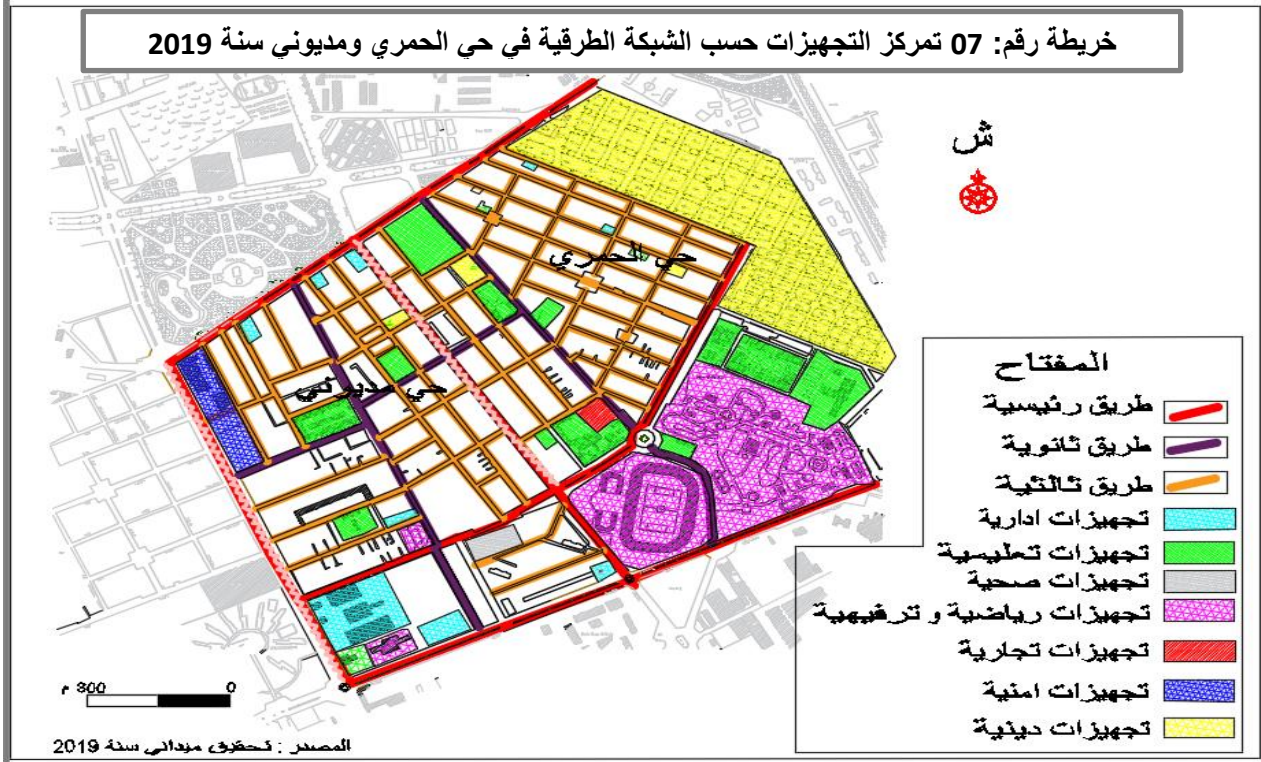 خريطة رقم: 07 تمركز التجهيزات حسب الشبكة الطرقية في حي الحمري ومديوني سنة 2019
ش
حي الحمري
حي مديوني
المفتاح
طريق رئيسية
طريق ثانوية
طريق ثالثية
تجهيزات ادارية
تجهيزات تعليمية
تجهيزات صحية
تجهيزات رياضية و ترفيهية
تجهيزات تجارية
تجهيزات امنية
تجهيزات دينية
300 م 0
المصدر : تحقيق ميداني سنة 2019